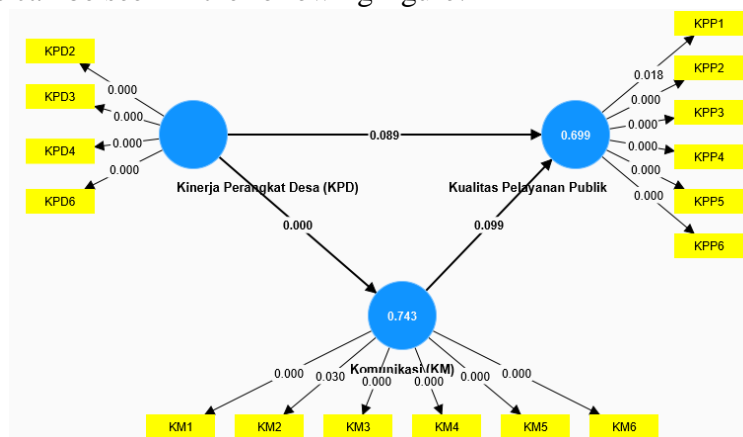 KPP1
KPD2
KPP2
0.018
0.000
0.000
KPD3
0.000
KPP3
0.000
0.089
0.699
0.000
KPD4
0.000
0.000
KPP4
0.000
0.000
Kinerja Perangkat Desa (KPD)
Kualitas Pelayanan Publik
KPD6
KPP5
0.000
0.000
0.099
KPP6
0.743
Komunikasi (KM)
0.000
0.030
0.000
0.000
0.000
0.000
KM1
KM2
KM3
KM4
KM5
KM6